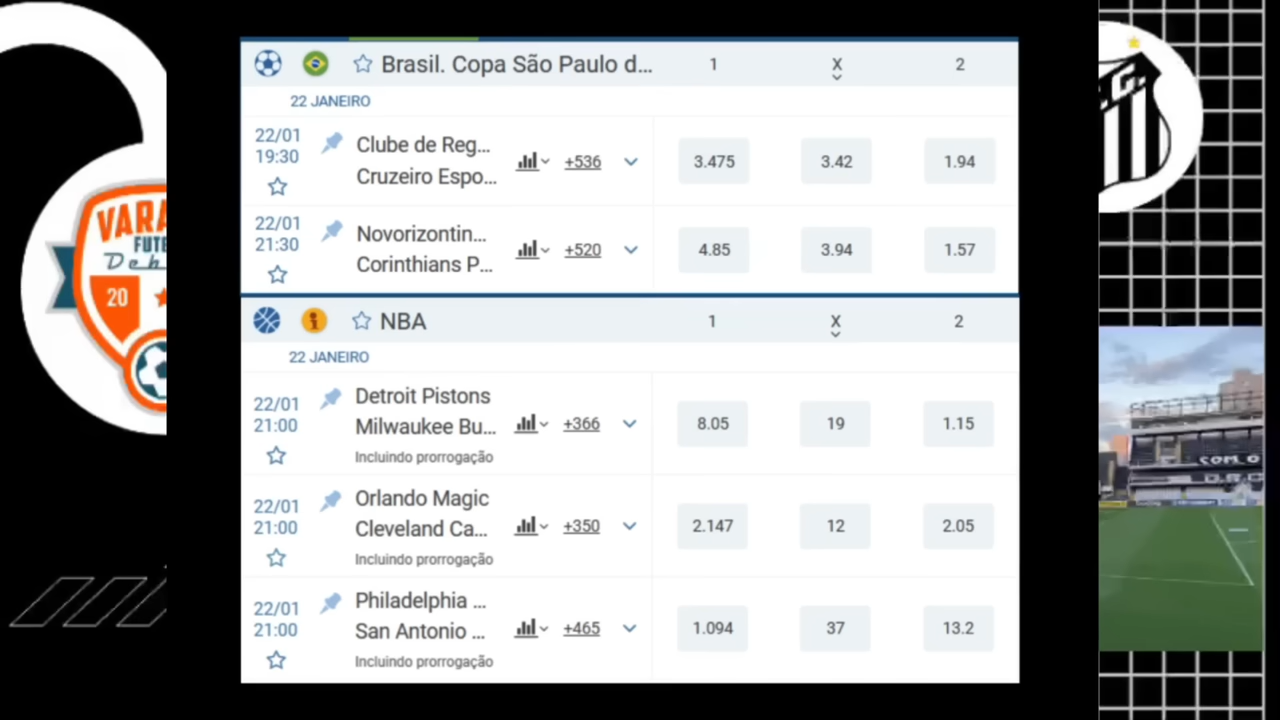 Brasil. Copa São Paulo d... 1 X 2
22 JANEIRO
22/01
19:30
Clube de Reg...
Cruzeiro Espo...
+536 3.475 3.42 1.94
22/01
21:30
Novorizontin...
Corinthians P...
+520 4.85 3.94 1.57
NBA 1 X 2
22 JANEIRO
22/01
21:00
Detroit Pistons
Milwaukee Bu...
Incluindo prorrogação
+366 8.05 19 1.15
22/01
21:00
Orlando Magic
Cleveland Ca...
Incluindo prorrogação
+350 2.147 12 2.05
22/01
21:00
Philadelphia ...
San Antonio ...
Incluindo prorrogação
+465 1.094 37 13.2
VARA
FUTE
Deb
20
COM O